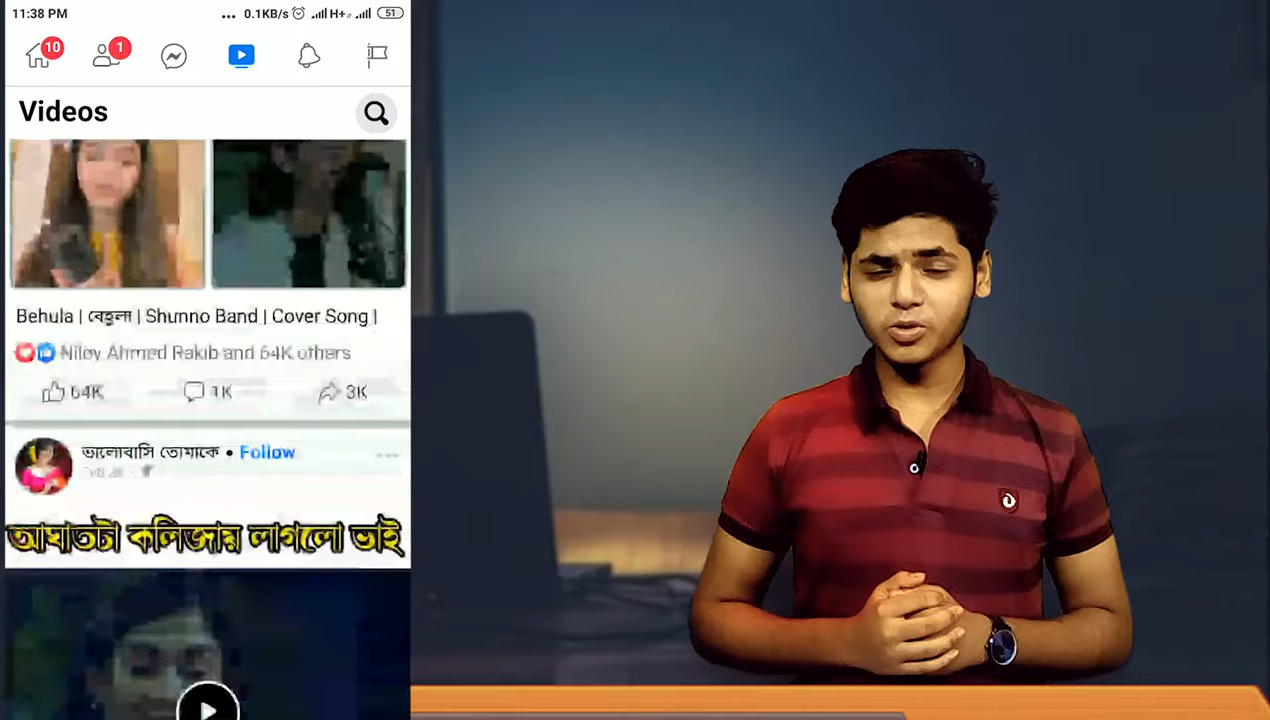 11:38 PM ... 0.1KB/s H+ 51
10
1
Videos
Behula | বেহুলা | Shunno Band | Cover Song |
Niloy Ahmed Rakib and 64K others
64K 1K 3K
ভালোবাসি তোমাকে • Follow
আঘাতটা কলিজায় লাগলো ভাই